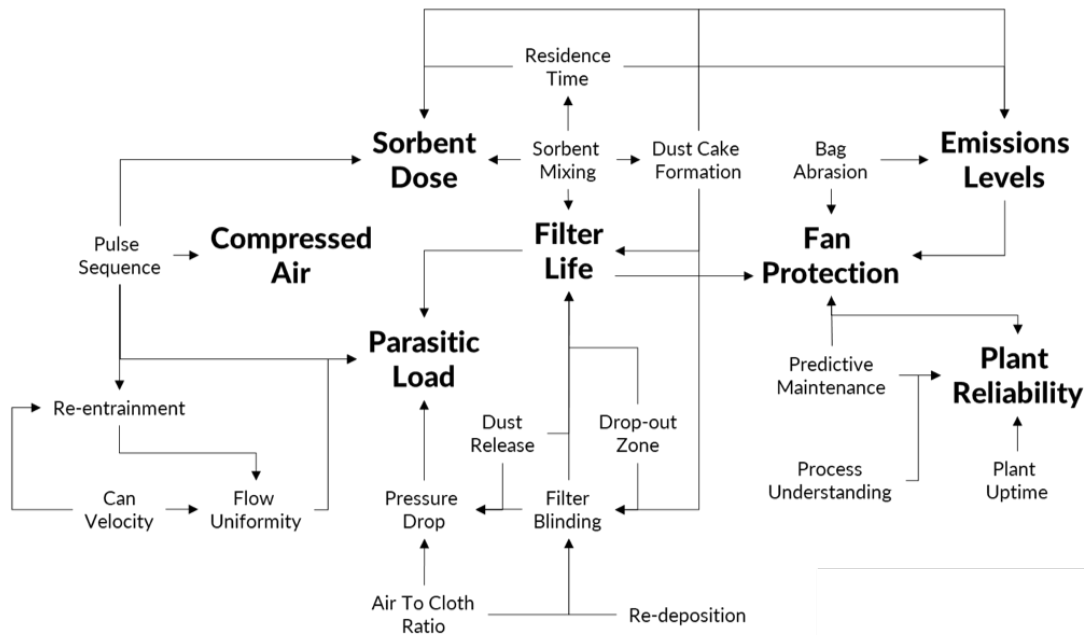 Residence
Time
Sorbent
Dose
Sorbent
Mixing
Dust Cake
Formation
Bag
Abrasion
Emissions
Levels
Pulse
Sequence
Compressed
Air
Filter
Life
Fan
Protection
Parasitic
Load
Predictive
Maintenance
Plant
Reliability
Re-entrainment
Dust
Release
Drop-out
Zone
Process
Understanding
Plant
Uptime
Can
Velocity
Flow
Uniformity
Pressure
Drop
Filter
Blinding
Air To Cloth
Ratio
Re-deposition